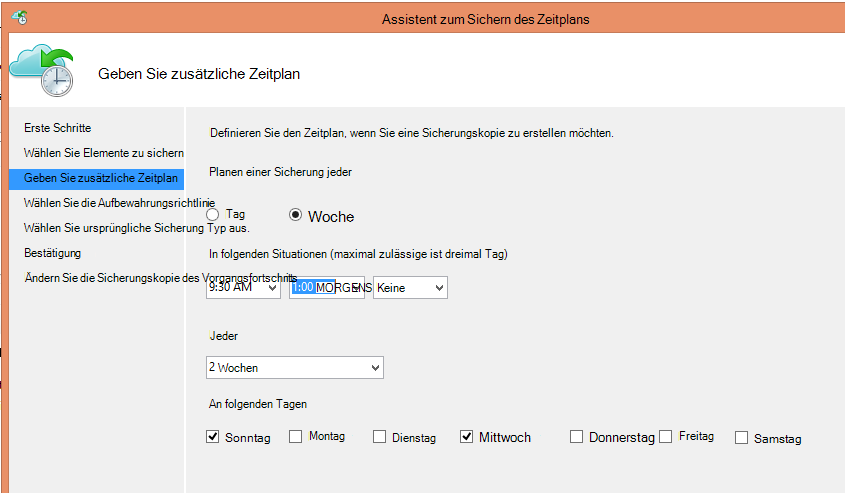 Assistent zum Sichern des Zeitplans
Geben Sie zusätzliche Zeitplan
Erste Schritte
Wählen Sie Elemente zu sichern
Geben Sie zusätzliche Zeitplan
Wählen Sie die Aufbewahrungsrichtlinie
Wählen Sie ursprüngliche Sicherung Typ aus.
Bestätigung
Ändern Sie die Sicherungskopie des Vorgangsfortschritts
Definieren Sie den Zeitplan, wenn Sie eine Sicherungskopie zu erstellen möchten.
Planen einer Sicherung jeder
Tag Woche
In folgenden Situationen (maximal zulässige ist dreimal Tag)
9:30 AM 1:00 MORGENS Keine
Jeder
2 Wochen
An folgenden Tagen
Sonntag Montag Dienstag Mittwoch Donnerstag Freitag Samstag